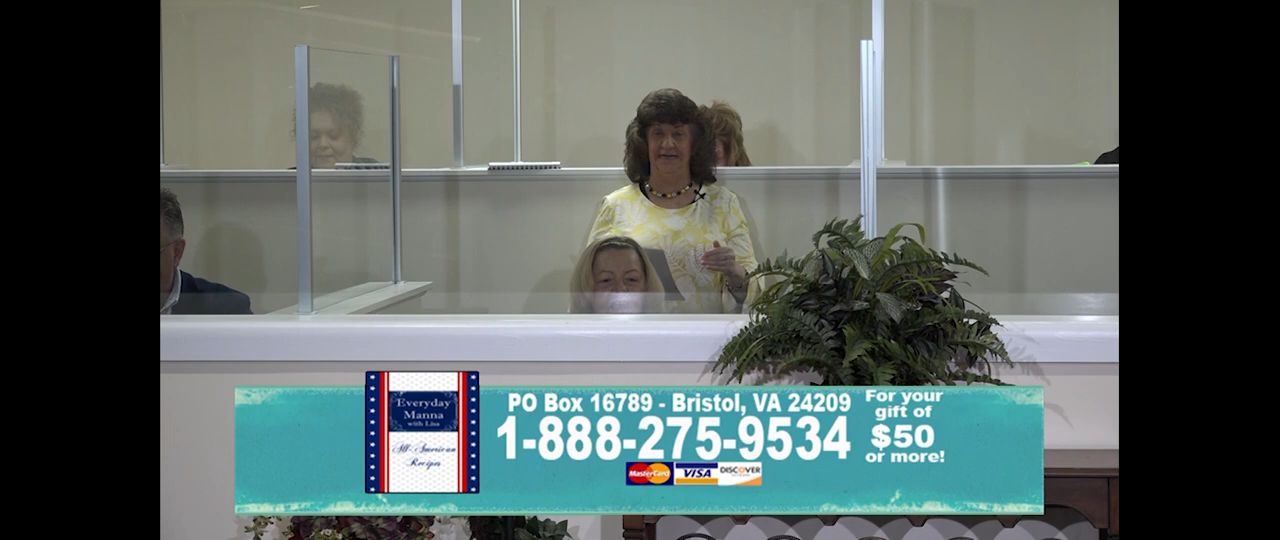 Everyday
Manna
with Lisa
All-American
Recipes
PO Box 16789 - Bristol, VA 24209
1-888-275-9534
MasterCard
VISA
DISCOVER
For your
gift of
$50
or more!